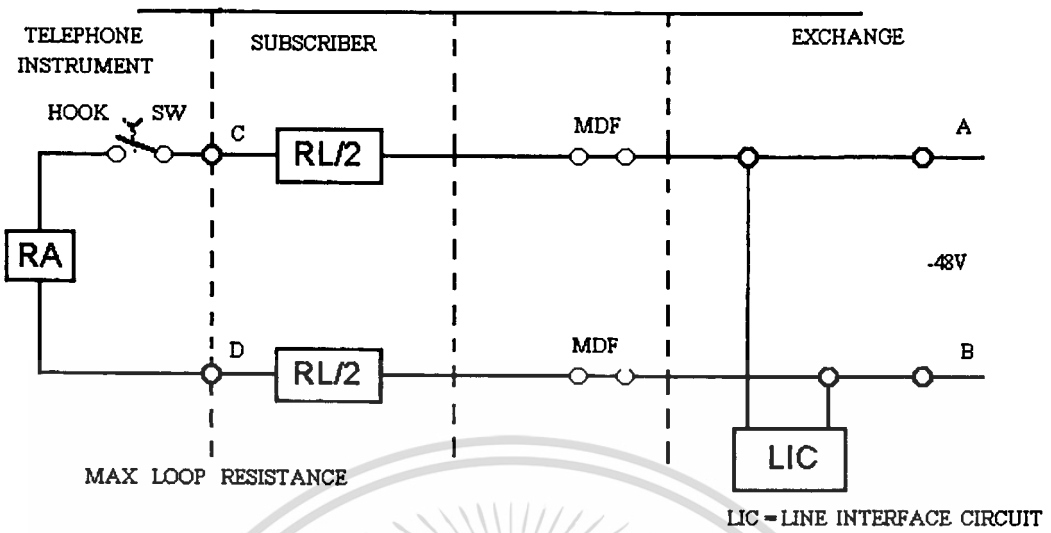 TELEPHONE
INSTRUMENT
SUBSCRIBER
EXCHANGE
HOOK SW
C
RL/2
MDF
A
RA
-48V
D
RL/2
MDF
B
LIC
MAX LOOP RESISTANCE
LIC = LINE INTERFACE CIRCUIT